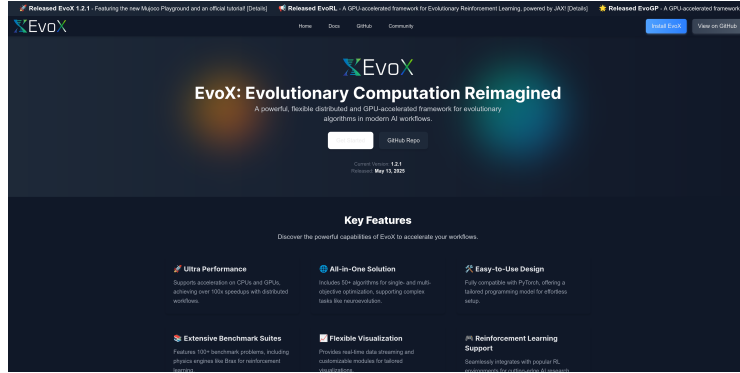 🚀 Released EvoX 1.2.1 - Featuring the new Mujoco Playground and an official tutorial! [Details] 📢 Released EvoRL - A GPU-accelerated framework for Evolutionary Reinforcement Learning, powered by JAX! [Details] 🌟 Released EvoGP - A GPU-accelerated framework
EvoX Home Docs GitHub Community Install EvoX View on GitHub
EvoX
EvoX: Evolutionary Computation Reimagined
A powerful, flexible distributed and GPU-accelerated framework for evolutionary
algorithms in modern AI workflows.
GitHub Repo
Current Version: 1.2.1
Released: May 13, 2025
Key Features
Discover the powerful capabilities of EvoX to accelerate your workflows.
🚀 Ultra Performance
Supports acceleration on CPUs and GPUs,
achieving over 100x speedups with distributed
workflows.
🌐 All-in-One Solution
Includes 50+ algorithms for single- and multi-
objective optimization, supporting complex
tasks like neuroevolution.
🛠️ Easy-to-Use Design
Fully compatible with PyTorch, offering a
tailored programming model for effortless
setup.
📚 Extensive Benchmark Suites
Features 100+ benchmark problems, including
physics engines like Brax for reinforcement
learning.
📈 Flexible Visualization
Provides real-time data streaming and
customizable modules for tailored
visualizations.
🎮 Reinforcement Learning
Support
Seamlessly integrates with popular RL
environments for cutting-edge AI research